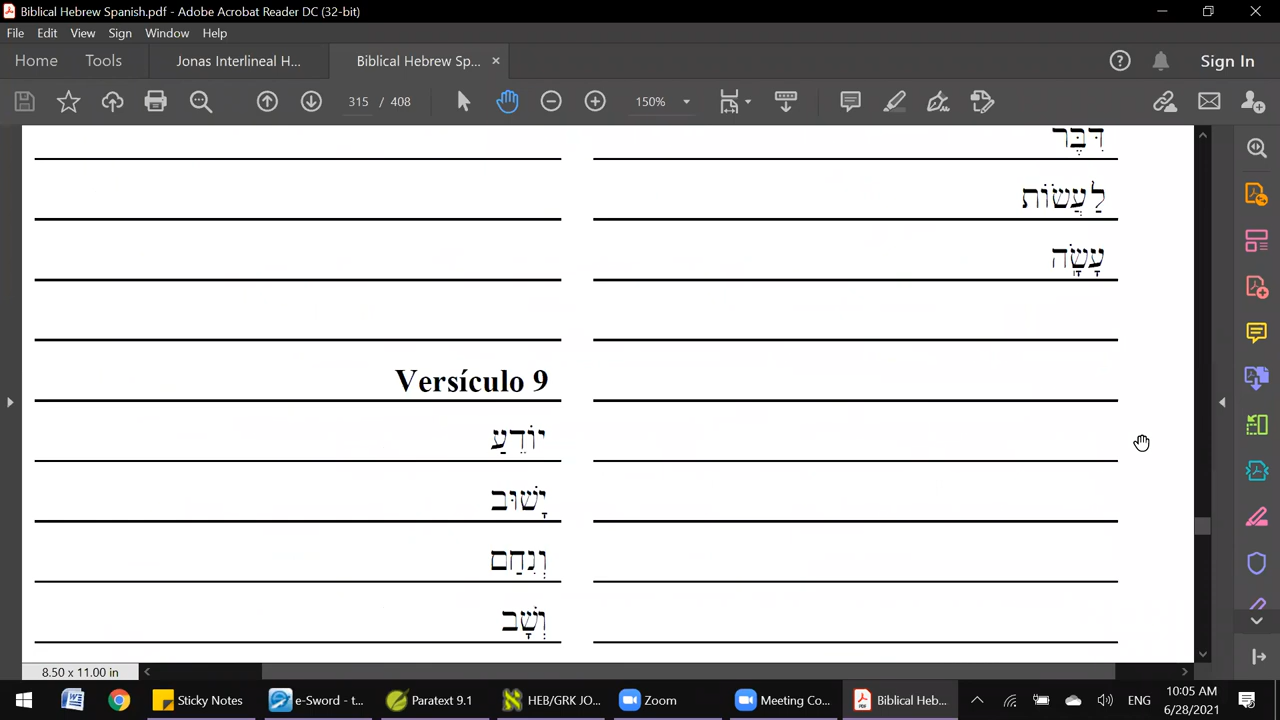 Biblical Hebrew Spanish.pdf - Adobe Acrobat Reader DC (32-bit)
File Edit View Sign Window Help
Home Tools Jonas Interlineal H... Biblical Hebrew Sp... × Sign In
315 / 408 150%
דִּבֶּר
לַעֲשׂוֹת
עָשָׂה
Versículo 9
יוֹדֵעַ
יָשׁוּב
וְנִחַם
וְשָׁב
8.50 x 11.00 in
Sticky Notes e-Sword - t... Paratext 9.1 HEB/GRK JO... Zoom Meeting Co... Biblical Heb... ENG 10:05 AM
6/28/2021